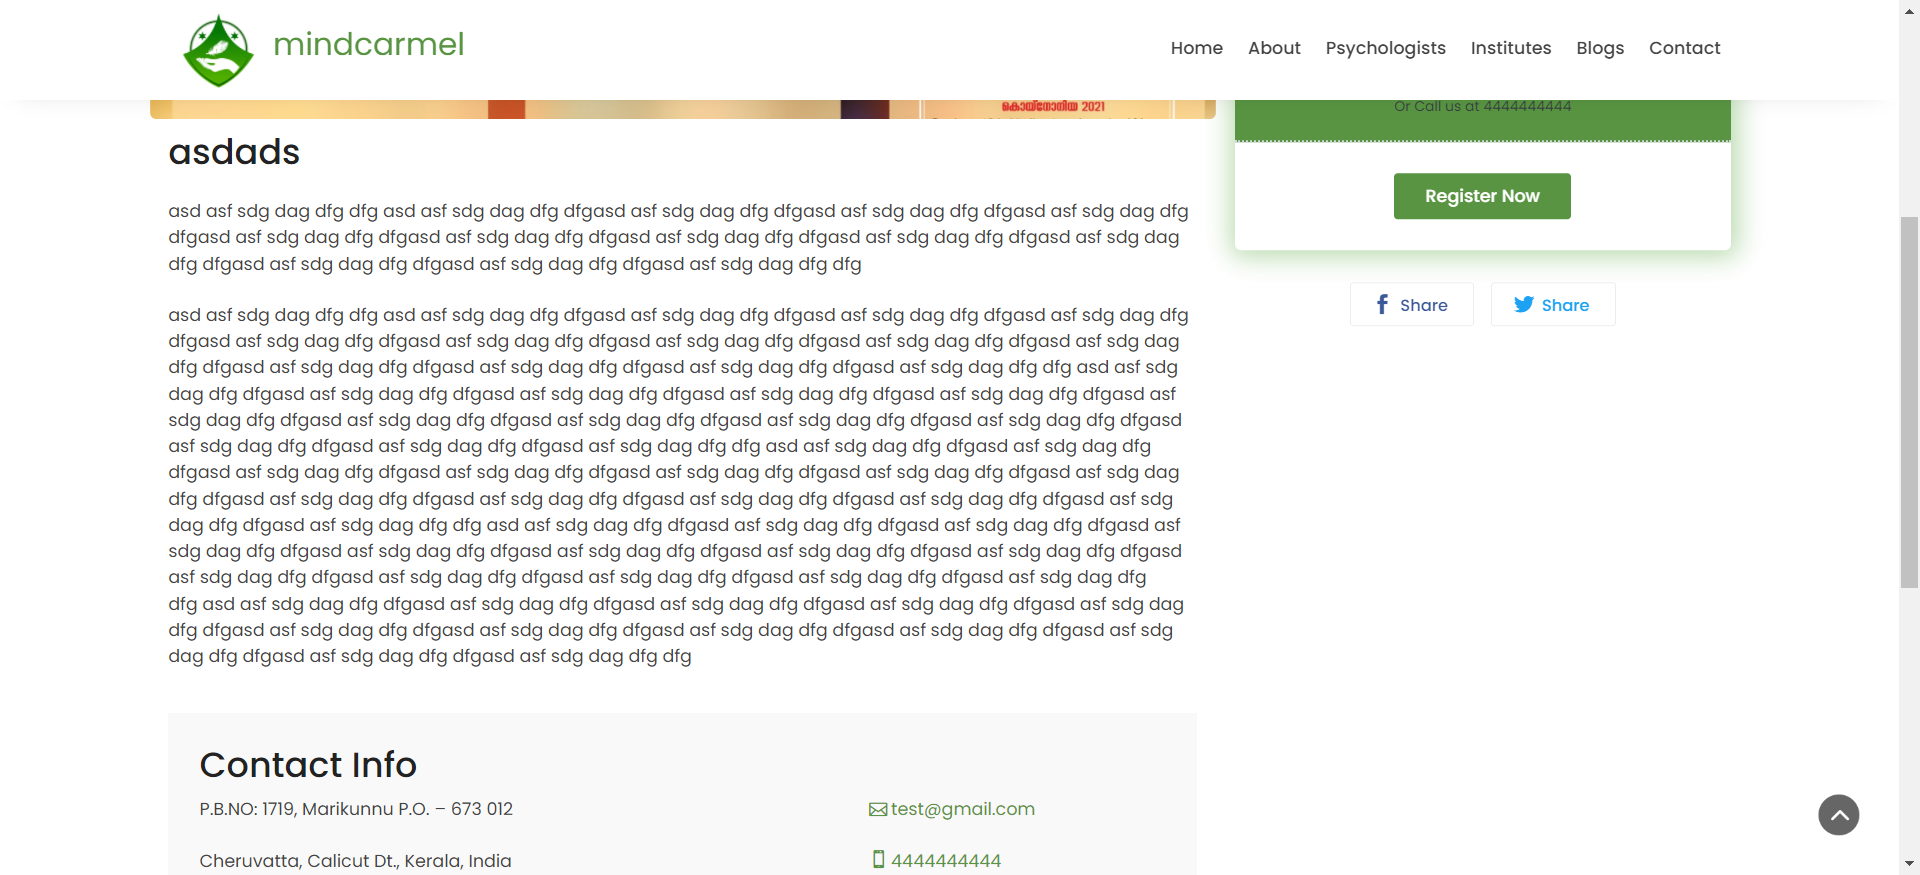 mindcarmel
Home About Psychologists Institutes Blogs Contact
കൊയ്നോനിയ 2021
Or Call us at 4444444444
asdads
Register Now
asd asf sdg dag dfg dfg asd asf sdg dag dfg dfgasd asf sdg dag dfg dfgasd asf sdg dag dfg dfgasd asf sdg dag dfg
dfgasd asf sdg dag dfg dfgasd asf sdg dag dfg dfgasd asf sdg dag dfg dfgasd asf sdg dag dfg dfgasd asf sdg dag
dfg dfgasd asf sdg dag dfg dfgasd asf sdg dag dfg dfgasd asf sdg dag dfg dfg
Share Share
asd asf sdg dag dfg dfg asd asf sdg dag dfg dfgasd asf sdg dag dfg dfgasd asf sdg dag dfg dfgasd asf sdg dag dfg
dfgasd asf sdg dag dfg dfgasd asf sdg dag dfg dfgasd asf sdg dag dfg dfgasd asf sdg dag dfg dfgasd asf sdg dag
dfg dfgasd asf sdg dag dfg dfgasd asf sdg dag dfg dfgasd asf sdg dag dfg dfgasd asf sdg dag dfg dfg asd asf sdg
dag dfg dfgasd asf sdg dag dfg dfgasd asf sdg dag dfg dfgasd asf sdg dag dfg dfgasd asf sdg dag dfg dfgasd asf
sdg dag dfg dfgasd asf sdg dag dfg dfgasd asf sdg dag dfg dfgasd asf sdg dag dfg dfgasd asf sdg dag dfg dfgasd
asf sdg dag dfg dfgasd asf sdg dag dfg dfgasd asf sdg dag dfg dfg asd asf sdg dag dfg dfgasd asf sdg dag dfg
dfgasd asf sdg dag dfg dfgasd asf sdg dag dfg dfgasd asf sdg dag dfg dfgasd asf sdg dag dfg dfgasd asf sdg dag
dfg dfgasd asf sdg dag dfg dfgasd asf sdg dag dfg dfgasd asf sdg dag dfg dfgasd asf sdg dag dfg dfgasd asf sdg
dag dfg dfgasd asf sdg dag dfg dfg asd asf sdg dag dfg dfgasd asf sdg dag dfg dfgasd asf sdg dag dfg dfgasd asf
sdg dag dfg dfgasd asf sdg dag dfg dfgasd asf sdg dag dfg dfgasd asf sdg dag dfg dfgasd asf sdg dag dfg dfgasd
asf sdg dag dfg dfgasd asf sdg dag dfg dfgasd asf sdg dag dfg dfgasd asf sdg dag dfg dfgasd asf sdg dag dfg
dfg asd asf sdg dag dfg dfgasd asf sdg dag dfg dfgasd asf sdg dag dfg dfgasd asf sdg dag dfg dfgasd asf sdg dag
dfg dfgasd asf sdg dag dfg dfgasd asf sdg dag dfg dfgasd asf sdg dag dfg dfgasd asf sdg dag dfg dfgasd asf sdg
dag dfg dfgasd asf sdg dag dfg dfgasd asf sdg dag dfg dfg
Contact Info
P.B.NO: 1719, Marikunnu P.O. – 673 012
test@gmail.com
Cheruvatta, Calicut Dt., Kerala, India
4444444444